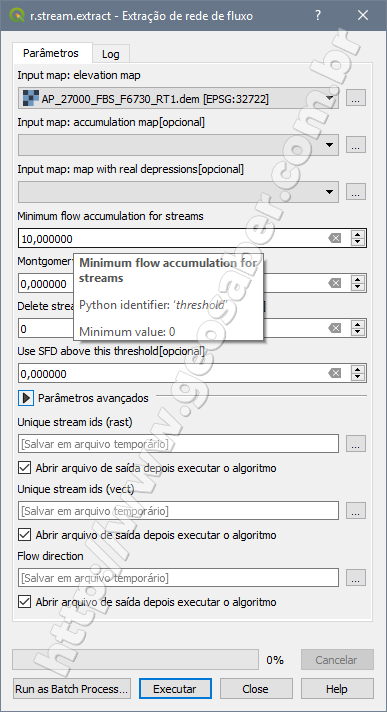 r.stream.extract - Extração de rede de fluxo
Parâmetros
Log
Input map: elevation map
AP_27000_FBS_F6730_RT1.dem [EPSG:32722]
...
Input map: accumulation map[opcional]
...
Input map: map with real depressions[opcional]
...
Minimum flow accumulation for streams
10,000000
Minimum flow accumulation for
streams
Python identifier: 'threshold'
Minimum value: 0
0,000000
0
Use SFD above this threshold[opcional]
0,000000
Parâmetros avançados
Unique stream ids (rast)
[Salvar em arquivo temporário]
...
Abrir arquivo de saída depois executar o algoritmo
Unique stream ids (vect)
[Salvar em arquivo temporário]
...
Abrir arquivo de saída depois executar o algoritmo
Flow direction
[Salvar em arquivo temporário]
...
Abrir arquivo de saída depois executar o algoritmo
0%
Cancelar
Run as Batch Process...
Executar
Close
Help
http://www.geosaber.com.br